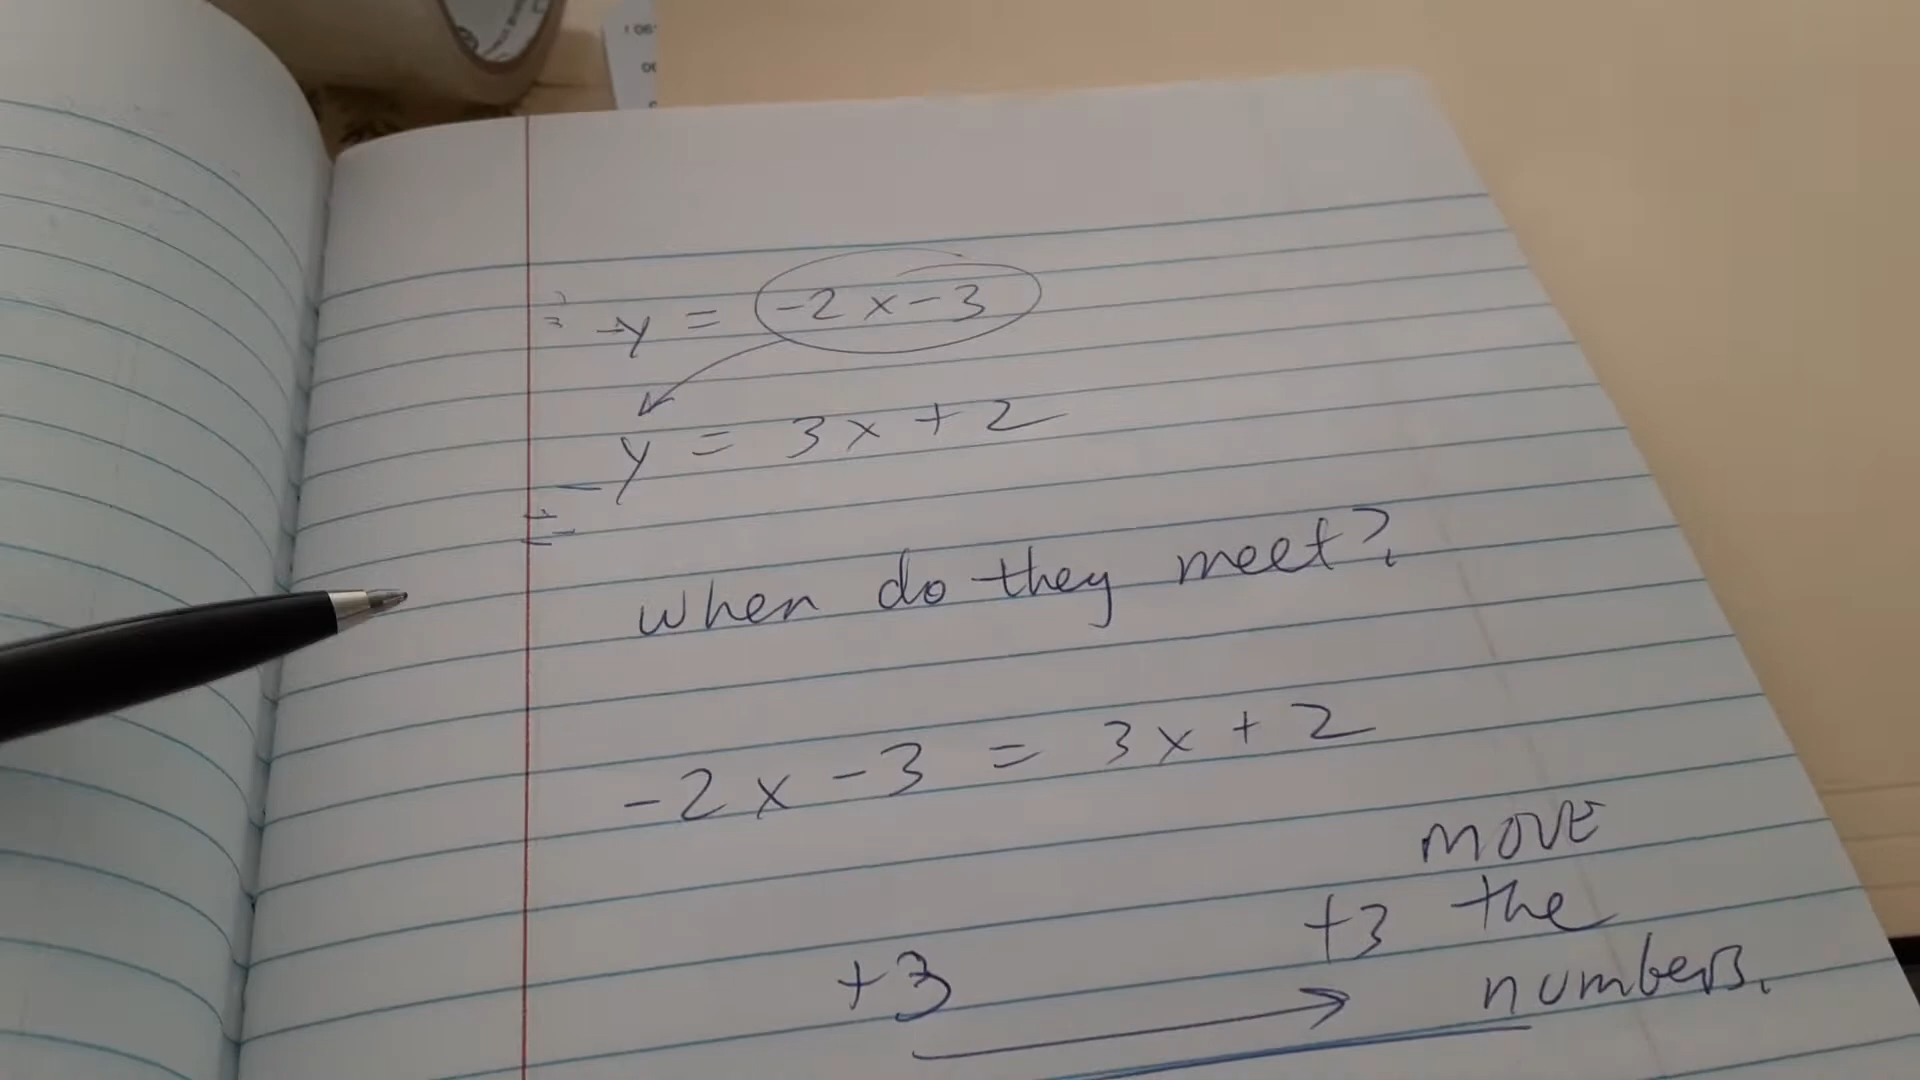 y = -2x-3
y = 3x+2
when do they meet?
-2x -3 = 3x+2
MOVE
+3 +3 the
numbers.